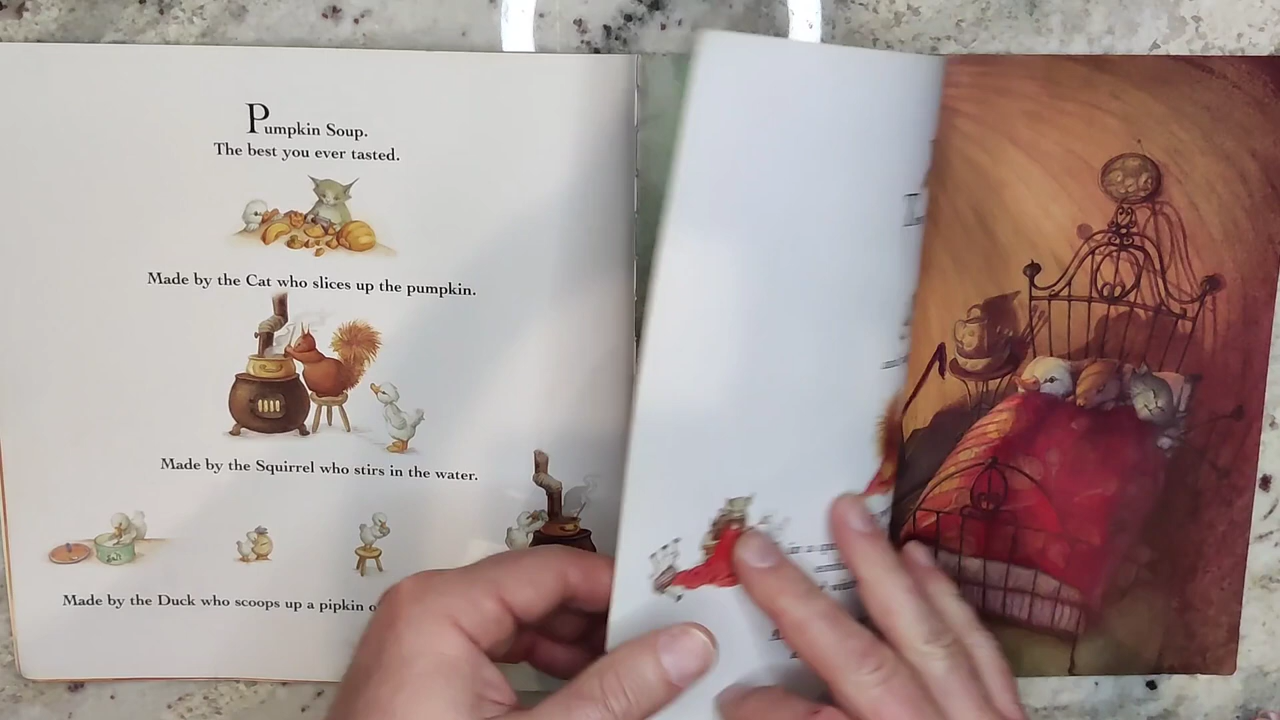 Pumpkin Soup.
The best you ever tasted.
Made by the Cat who slices up the pumpkin.
Made by the Squirrel who stirs in the water.
Made by the Duck who scoops up a pipkin